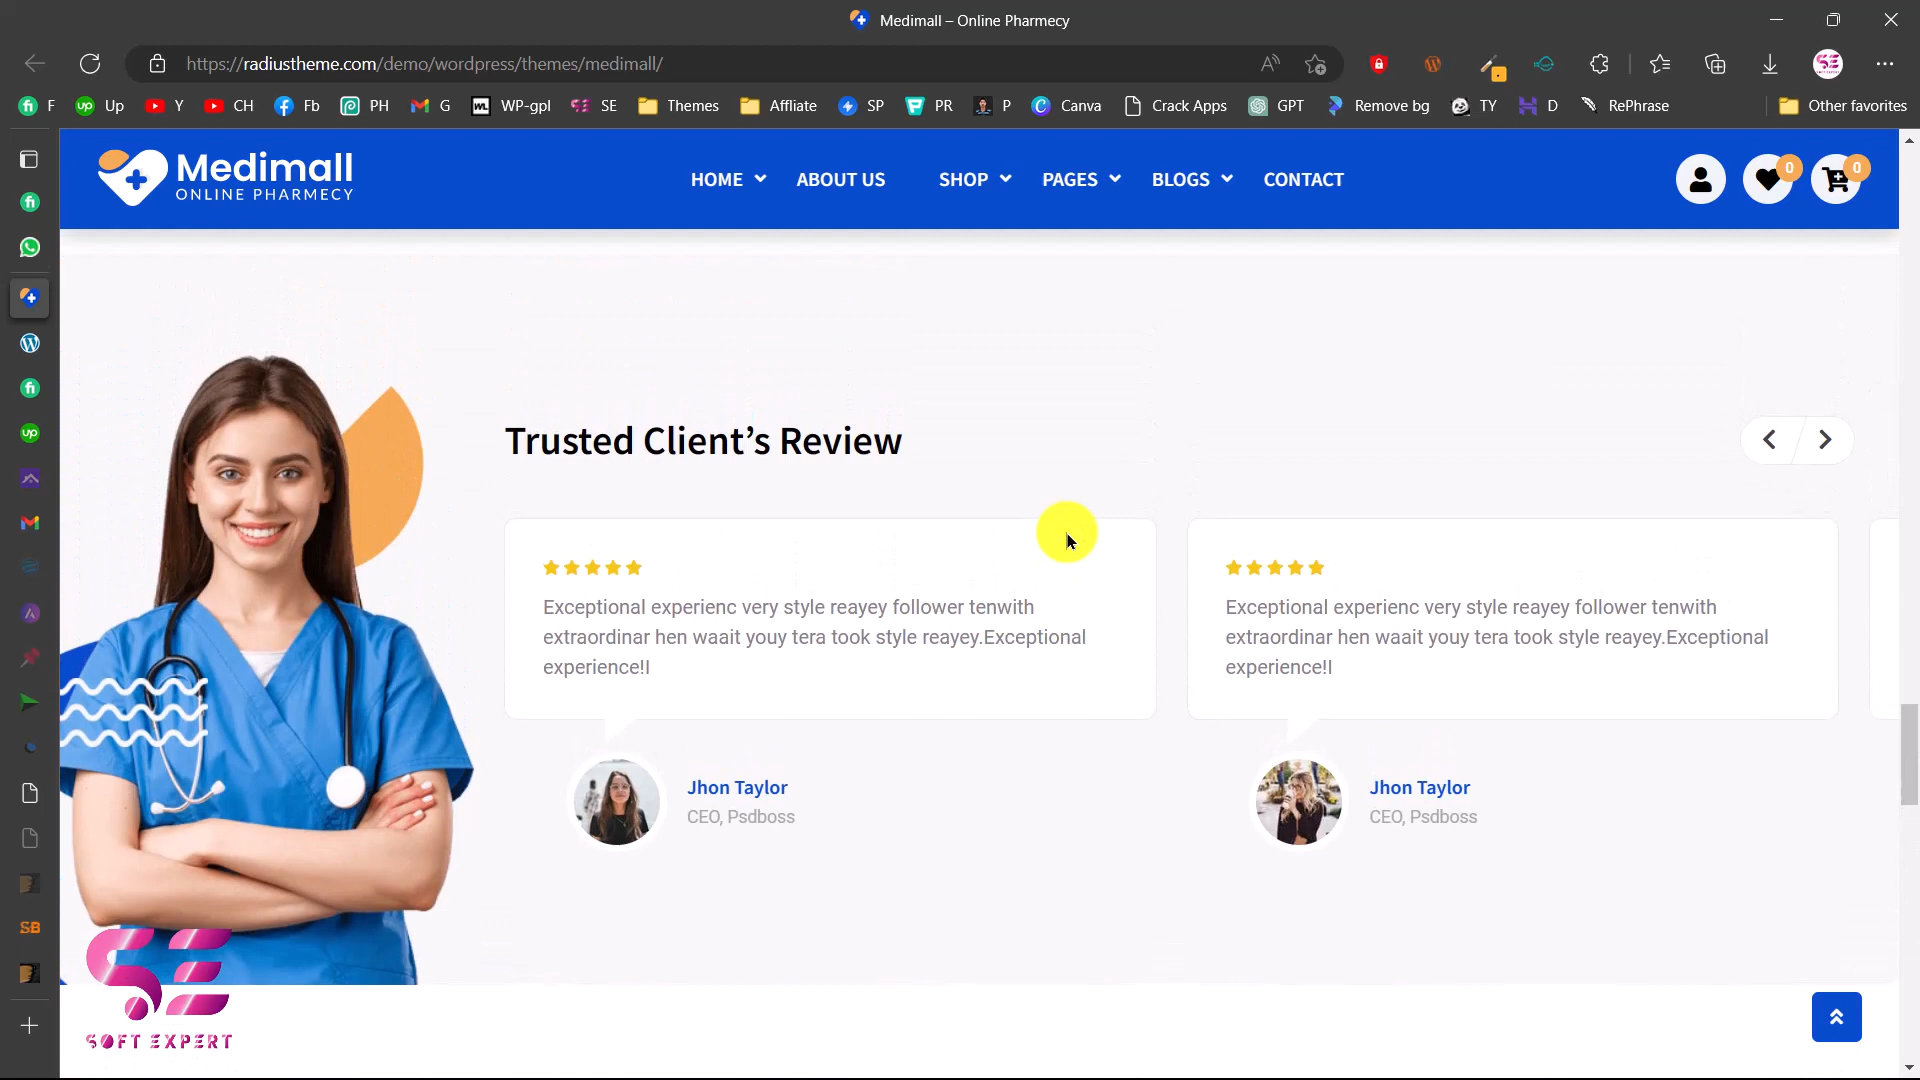 Medimall – Online Pharmecy
https://radiustheme.com/demo/wordpress/themes/medimall/
F Up Y CH Fb PH G WP-gpl SE Themes Affliate SP PR P Canva Crack Apps GPT Remove bg TY D RePhrase Other favorites
Medimall
ONLINE PHARMECY
HOME ABOUT US SHOP PAGES BLOGS CONTACT
0 0
Trusted Client’s Review
Exceptional experienc very style reayey follower tenwith
extraordinar hen waait youy tera took style reayey.Exceptional
experience!!
Jhon Taylor
CEO, Psdboss
Exceptional experienc very style reayey follower tenwith
extraordinar hen waait youy tera took style reayey.Exceptional
experience!!
Jhon Taylor
CEO, Psdboss
SB
SE
SOFT EXPERT